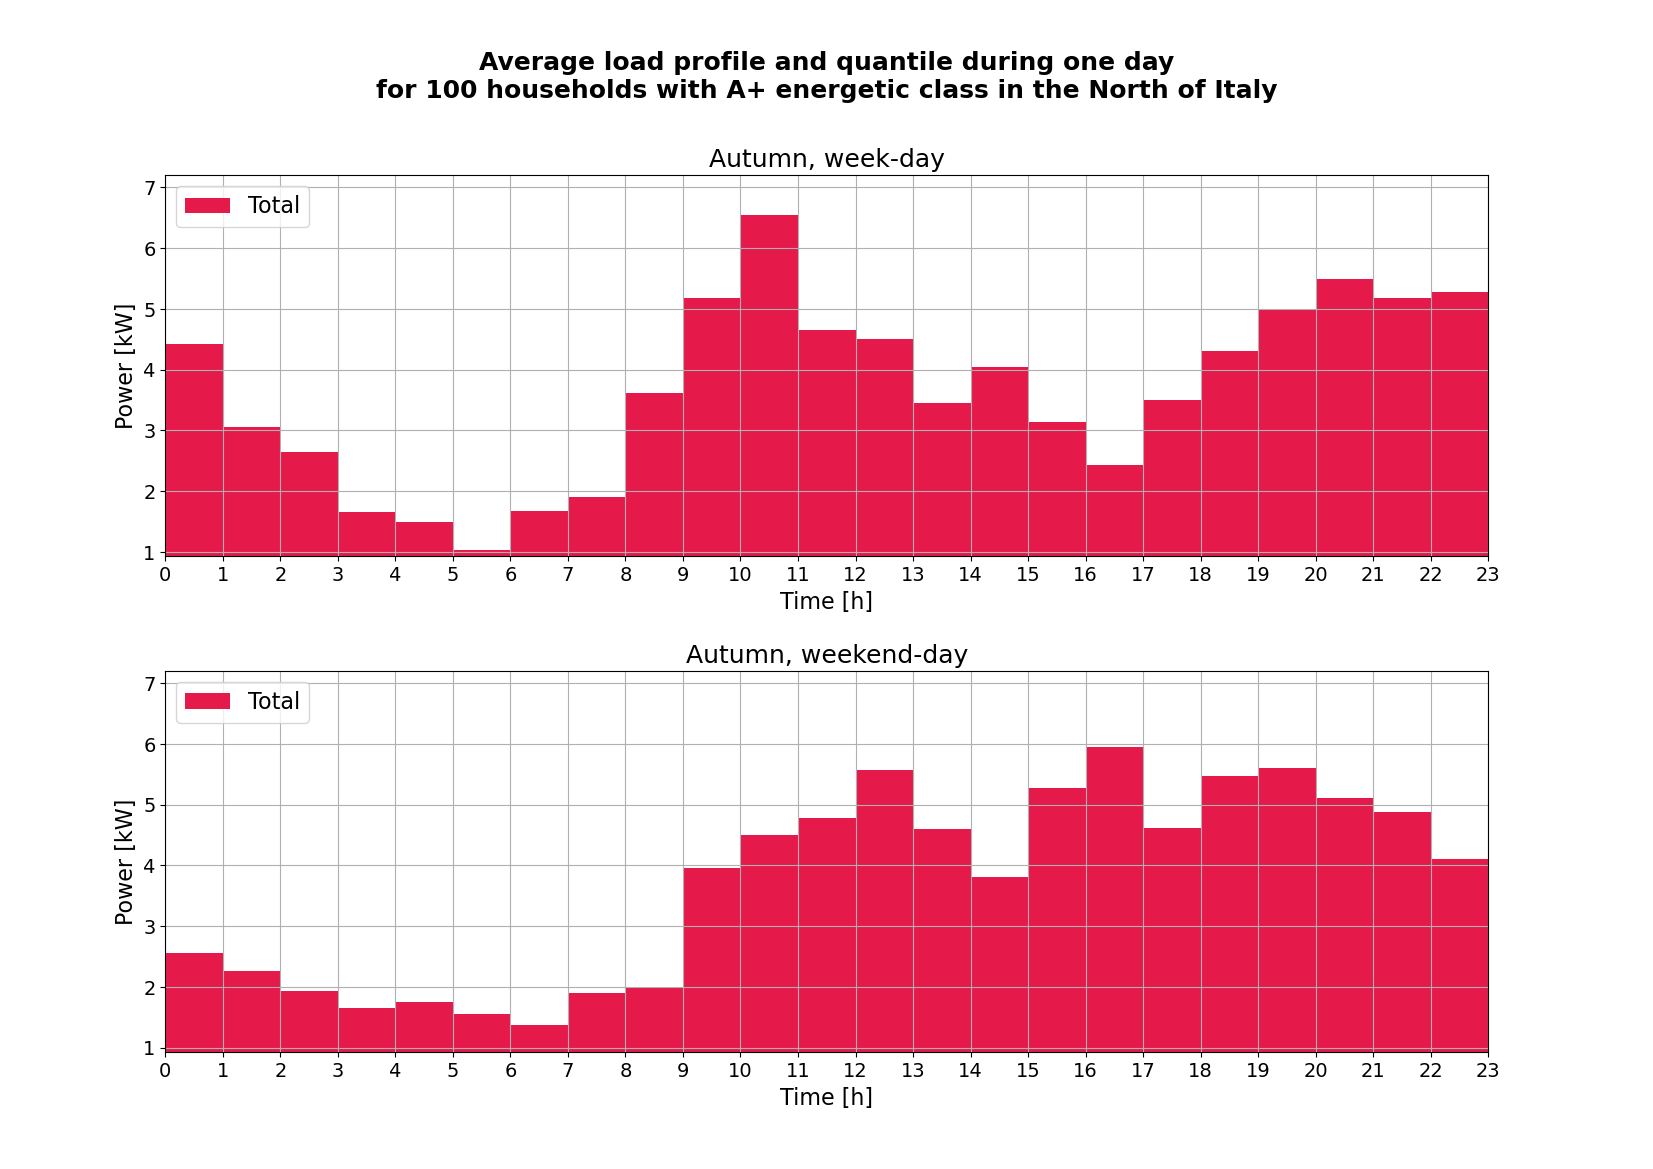 Average load profile and quantile during one day
for 100 households with A+ energetic class in the North of Italy
Autumn, week-day
Total
7
6
5
4
3
2
1
Power [kW]
0 1 2 3 4 5 6 7 8 9 10 11 12 13 14 15 16 17 18 19 20 21 22 23
Time [h]
Autumn, weekend-day
Total
7
6
5
4
3
2
1
Power [kW]
0 1 2 3 4 5 6 7 8 9 10 11 12 13 14 15 16 17 18 19 20 21 22 23
Time [h]